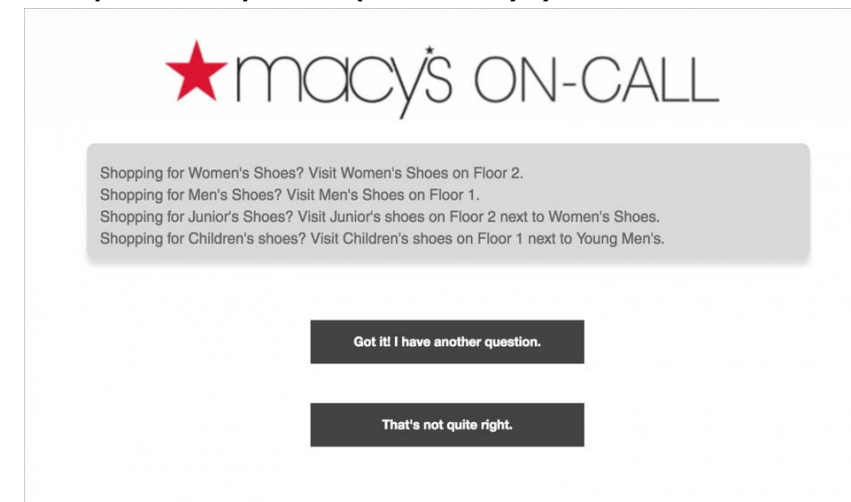 macy's ON-CALL
Shopping for Women's Shoes? Visit Women's Shoes on Floor 2.
Shopping for Men's Shoes? Visit Men's Shoes on Floor 1.
Shopping for Junior's Shoes? Visit Junior's shoes on Floor 2 next to Women's Shoes.
Shopping for Children's shoes? Visit Children's shoes on Floor 1 next to Young Men's.
Got it! I have another question.
That's not quite right.